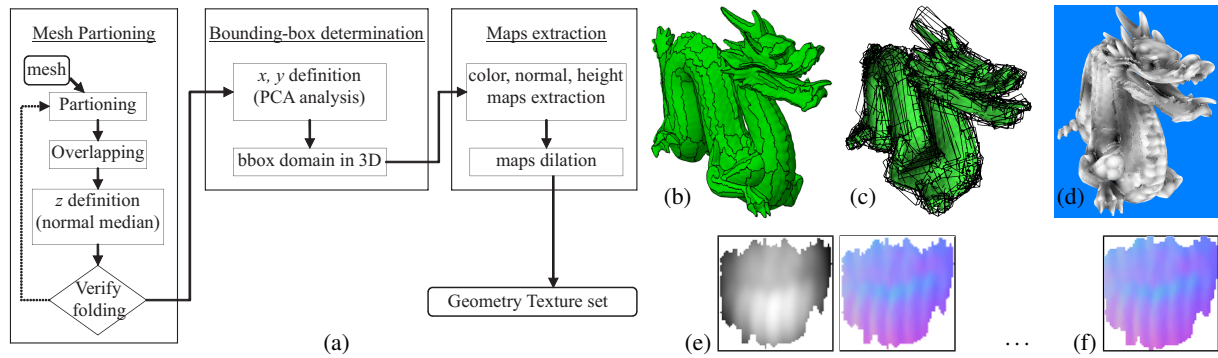 Mesh Partioning
mesh
Partioning
Overlapping
z definition
(normal median)
Verify
folding
Bounding-box determination
x, y definition
(PCA analysis)
bbox domain in 3D
Maps extraction
color, normal, height
maps extraction
maps dilation
Geometry Texture set
(a)
(b)
(c)
(d)
(e)
...
(f)